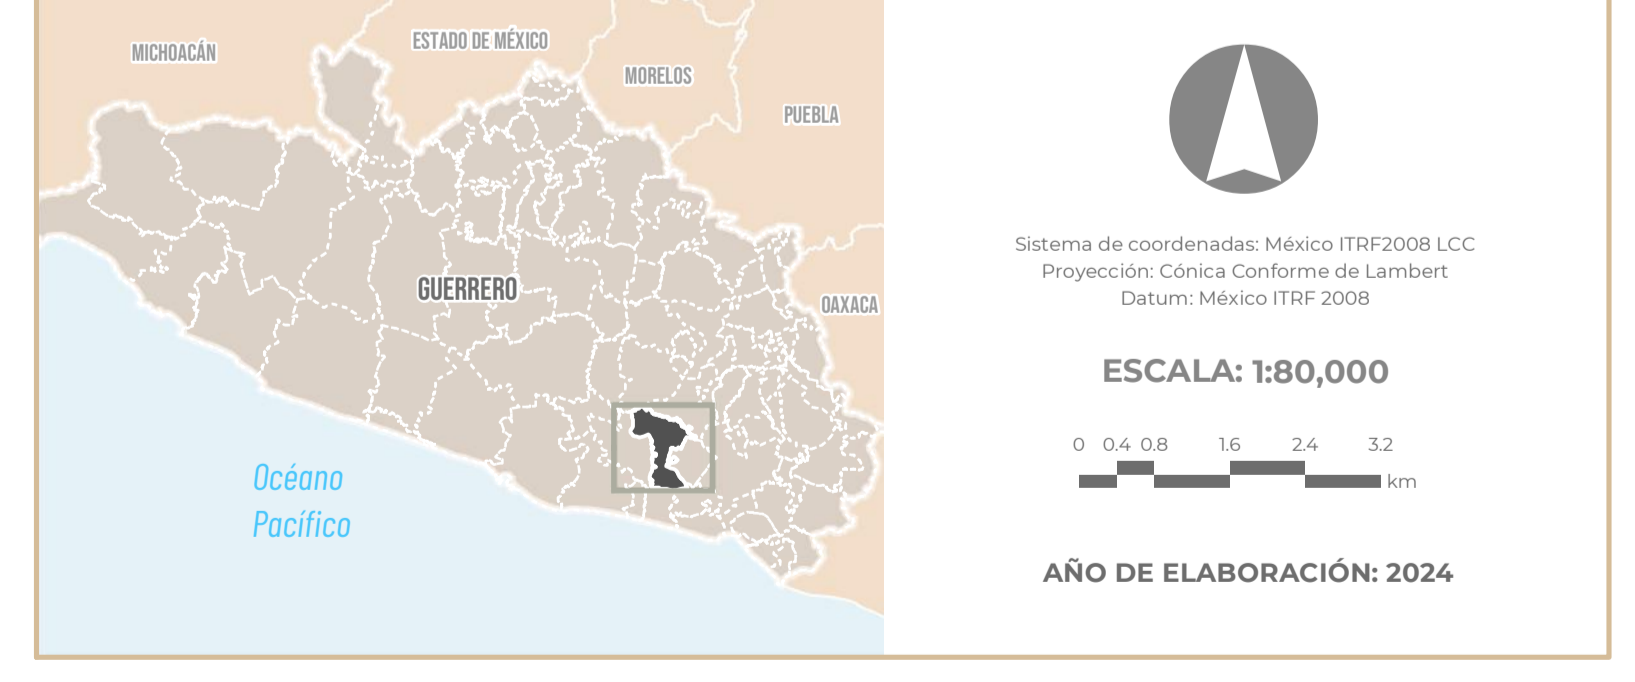 MICHOACÁN
ESTADO DE MÉXICO
MORELOS
PUEBLA
GUERRERO
OAXACA
Océano
Pacífico
Sistema de coordenadas: México ITRF2008 LCC
Proyección: Cónica Conforme de Lambert
Datum: México ITRF 2008
ESCALA: 1:80,000
0 0.4 0.8 1.6 2.4 3.2
km
AÑO DE ELABORACIÓN: 2024